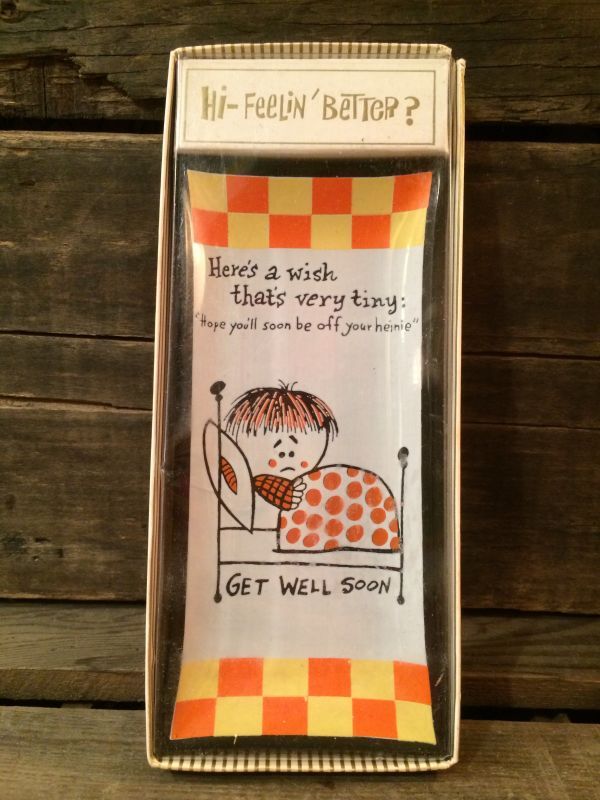 Hi-Feelin' Better?
Here's a wish
that's very tiny:
"Hope you'll soon be off your heinie"
GET WELL SOON